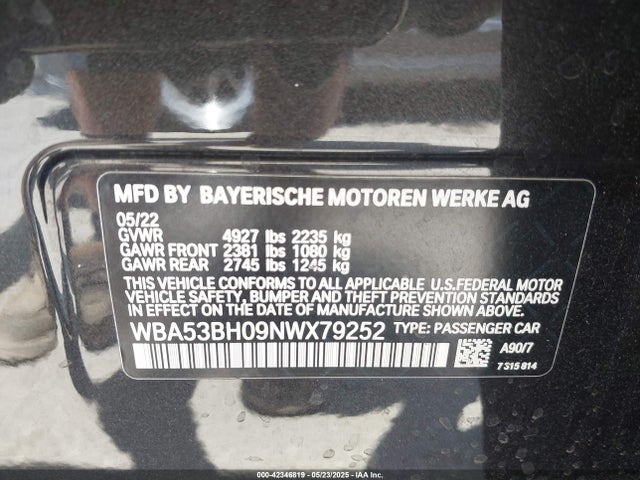 MFD BY BAYERISCHE MOTOREN WERKE AG
05/22
GVWR 4927 lbs 2235 kg
GAWR FRONT 2381 lbs 1080 kg
GAWR REAR 2745 lbs 1245 kg
THIS VEHICLE CONFORMS TO ALL APPLICABLE U.S.FEDERAL MOTOR
VEHICLE SAFETY, BUMPER AND THEFT PREVENTION STANDARDS
IN EFFECT ON THE DATE OF MANUFACTURE SHOWN ABOVE.
WBA53BH09NWX79252 TYPE: PASSENGER CAR
A90/7
7315814
000-42346819 - 05/23/2025 - IAA Inc.